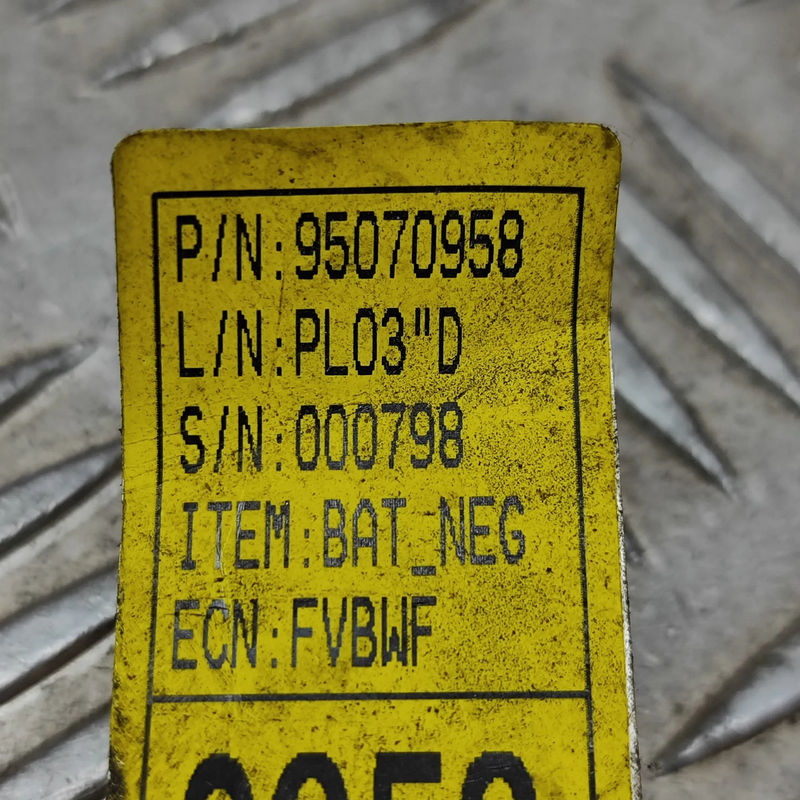 P/N:95070958
L/N:PL03"D
S/N:000798
ITEM:BAT_NEG
ECN:FVBWF